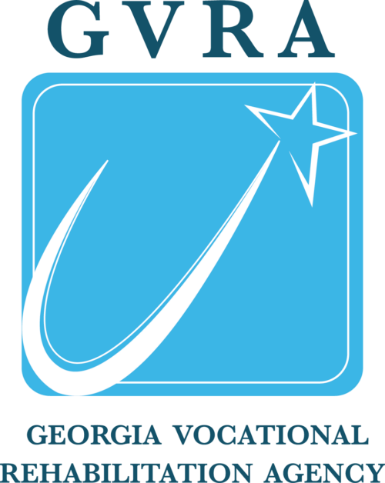 GVRA
GEORGIA VOCATIONAL
REHABILITATION AGENCY